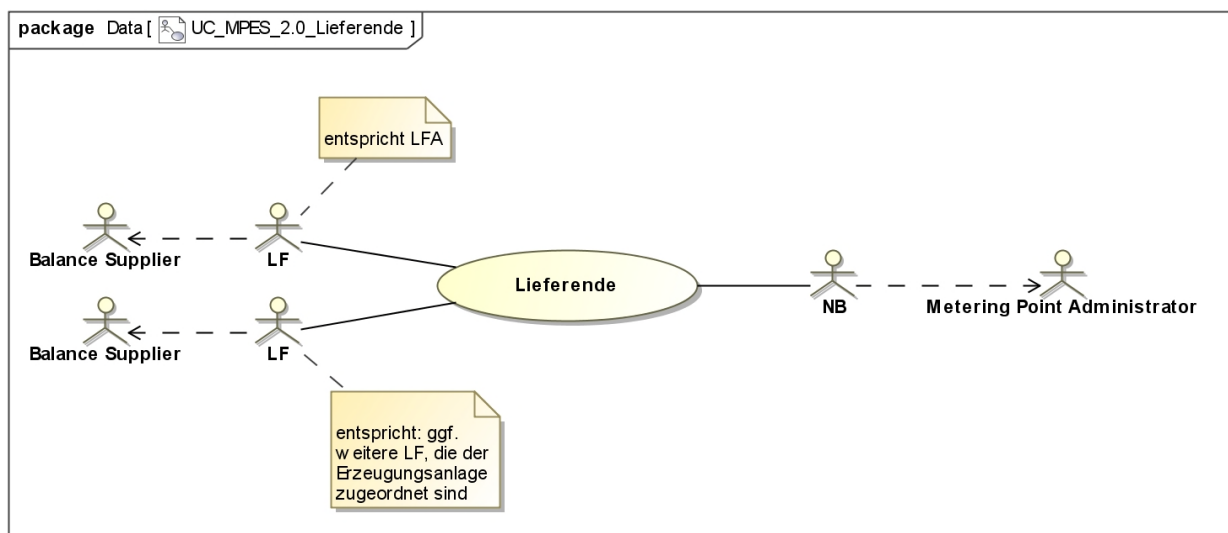 package Data [ UC_MPES_2.0_Lieferende ]
entspricht LFA
Balance Supplier
LF
Lieferende
NB
Metering Point Administrator
Balance Supplier
LF
entspricht: ggf.
weitere LF, die der
Erzeugungsanlage
zugeordnet sind